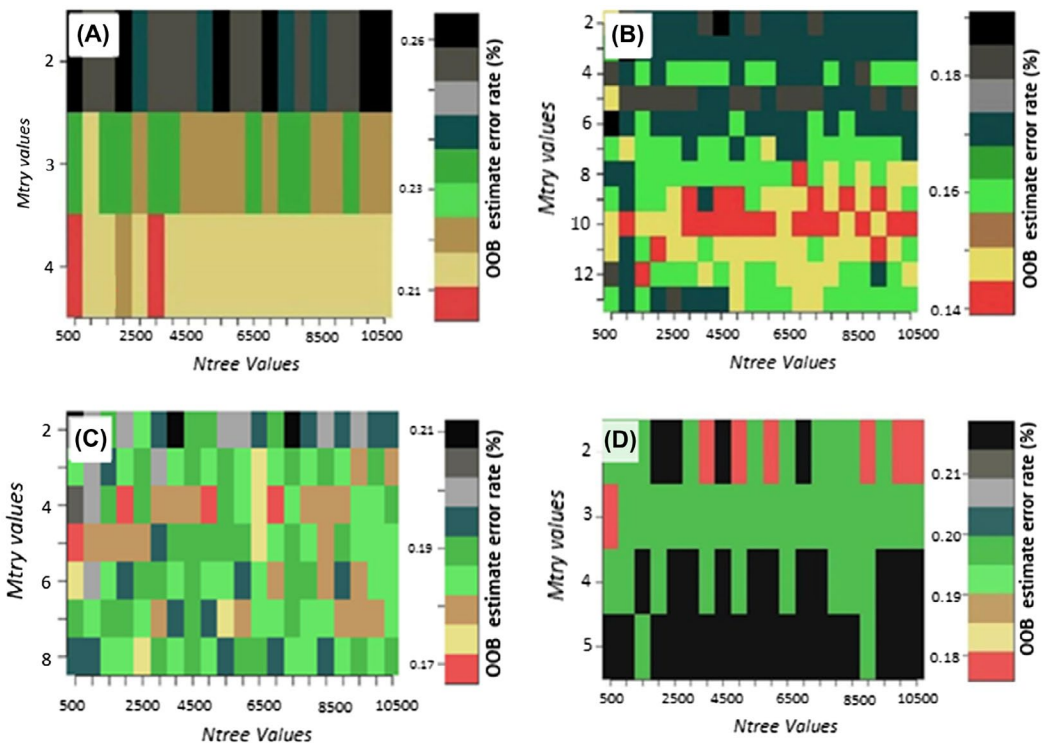 (A)
2
3
4
Mtry values
500 2500 4500 6500 8500 10500
Ntree Values
0.26
0.23
0.21
OOB estimate error rate (%)
(B)
2
4
6
8
10
12
Mtry values
500 2500 4500 6500 8500 10500
Ntree Values
0.18
0.16
0.14
OOB estimate error rate (%)
(C)
2
4
6
8
Mtry values
500 2500 4500 6500 8500 10500
Ntree Values
0.21
0.19
0.17
OOB estimate error rate (%)
(D)
2
3
4
5
Mtry values
500 2500 4500 6500 8500 10500
Ntree Values
0.21
0.20
0.19
0.18
OOB estimate error rate (%)